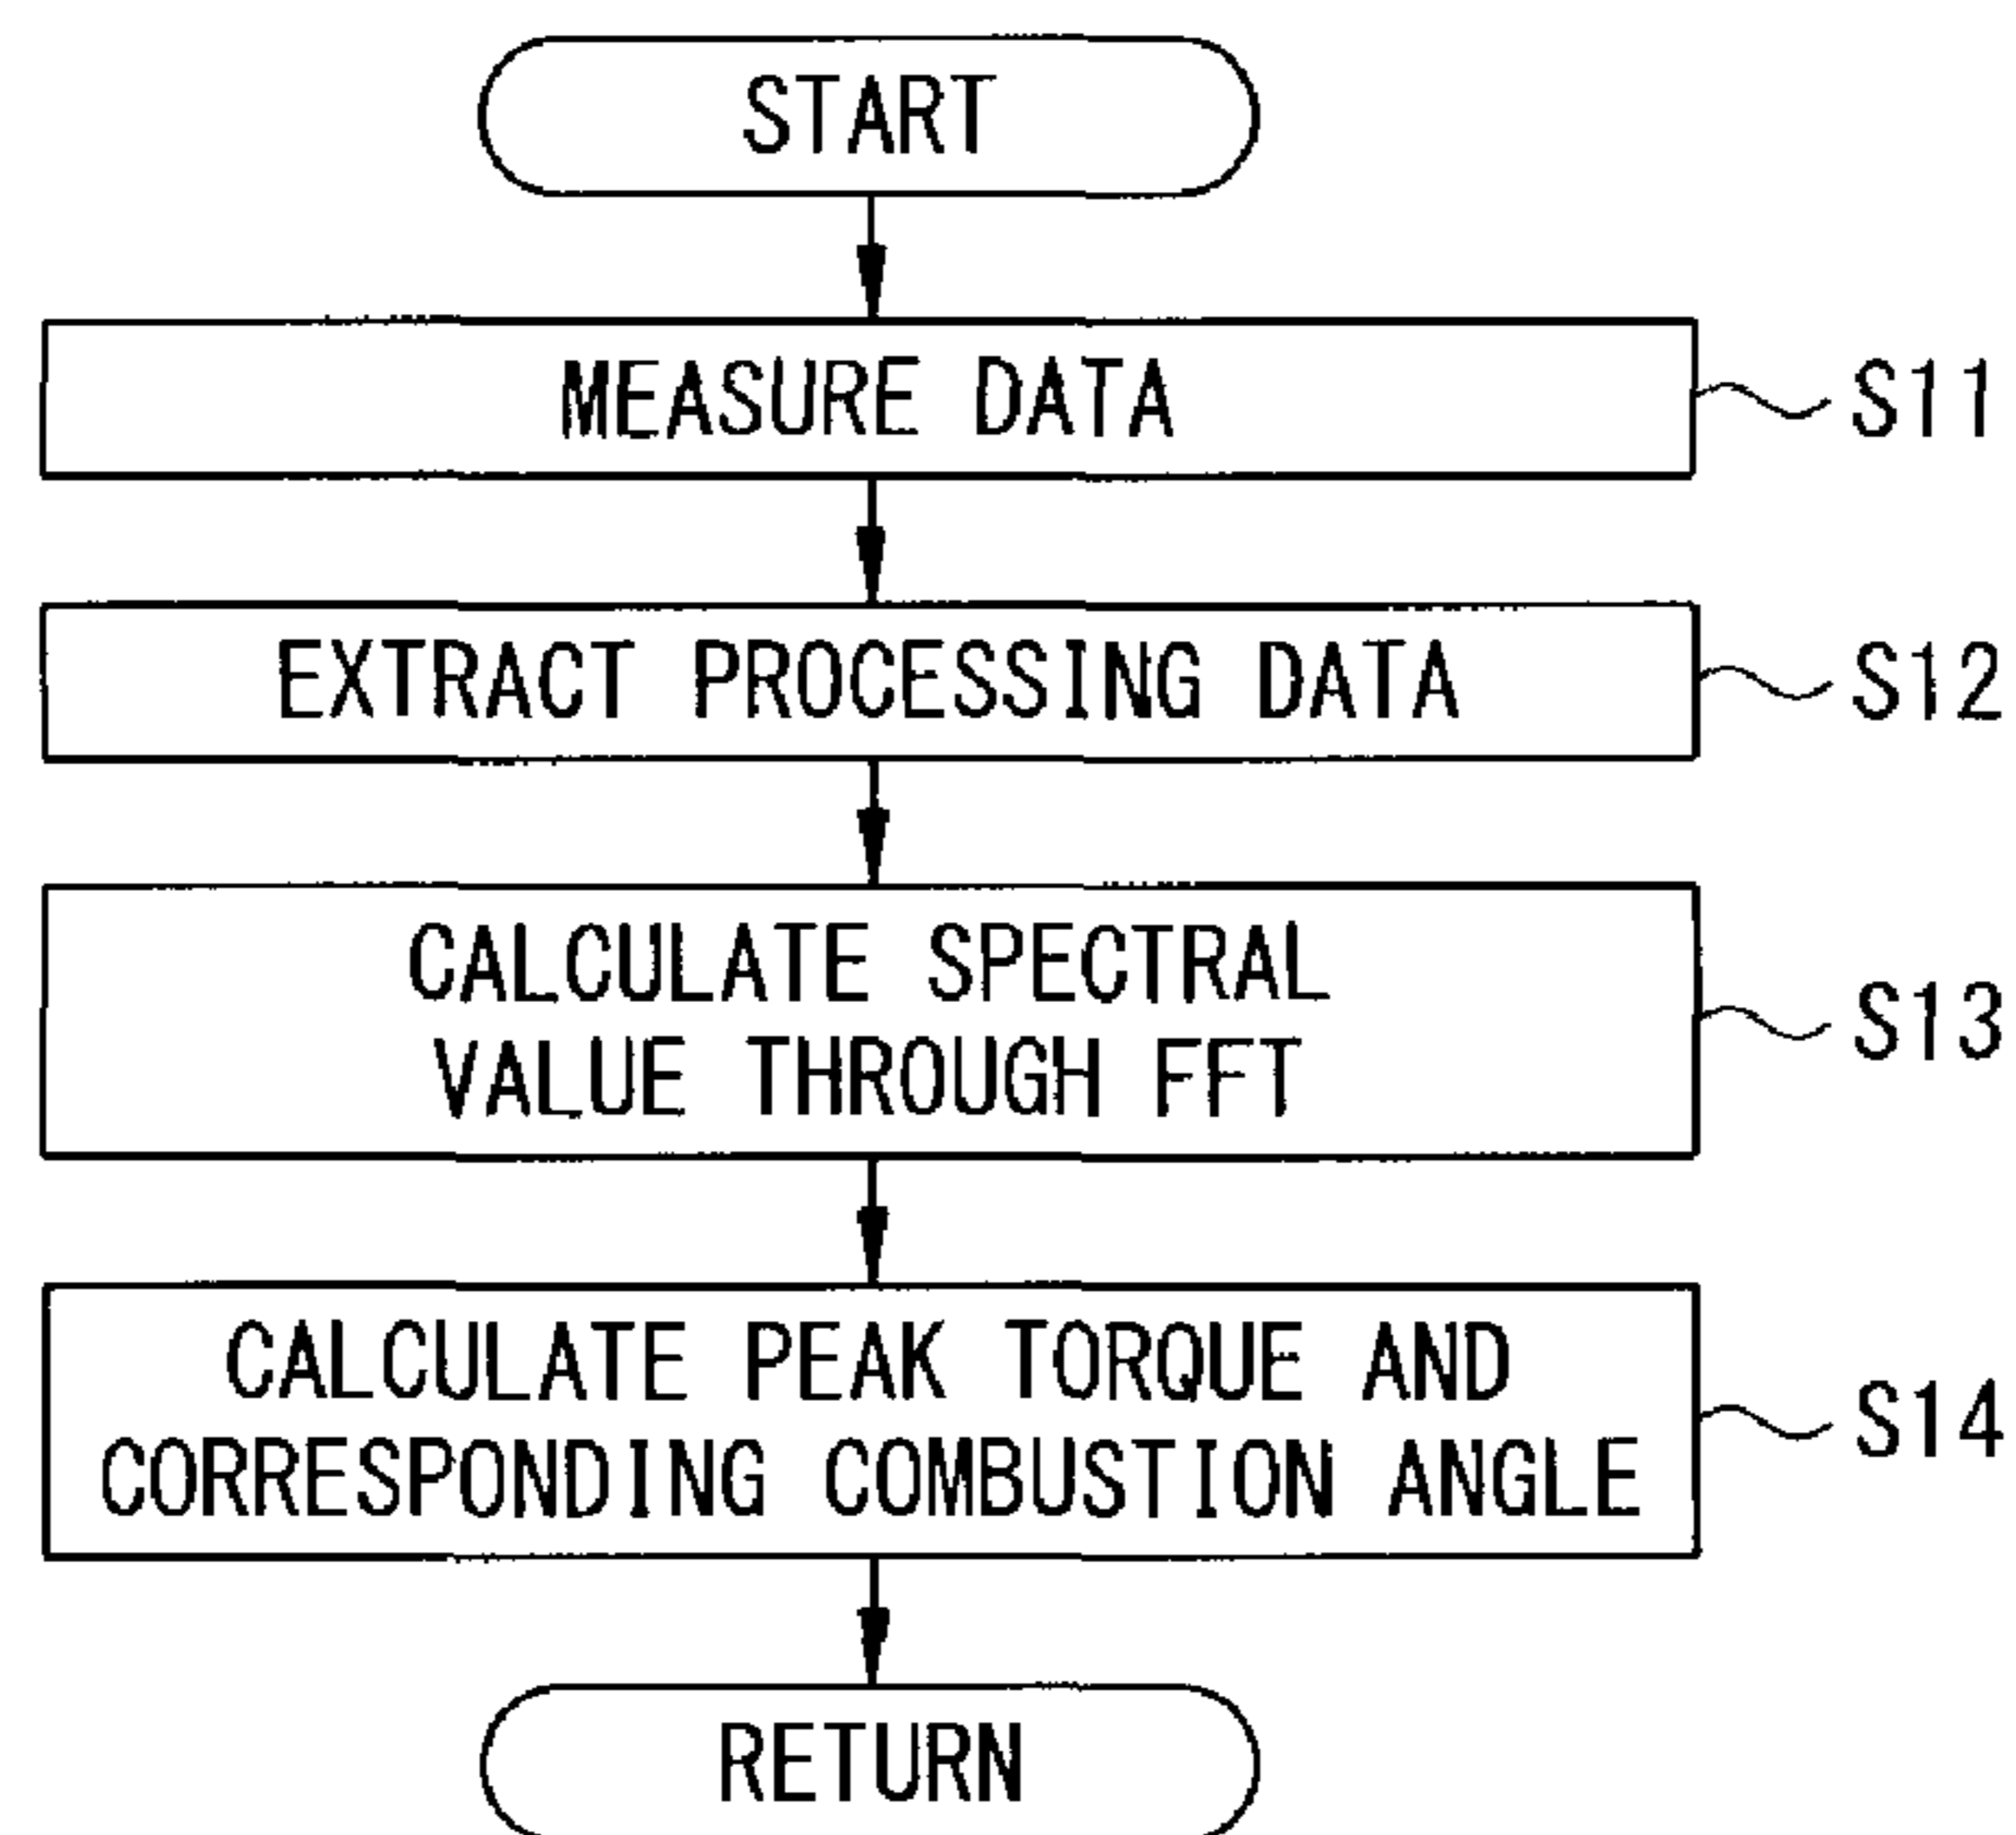 START
MEASURE DATA
S11
EXTRACT PROCESSING DATA
S12
CALCULATE SPECTRAL
VALUE THROUGH FFT
S13
CALCULATE PEAK TORQUE AND
CORRESPONDING COMBUSTION ANGLE
S14
RETURN